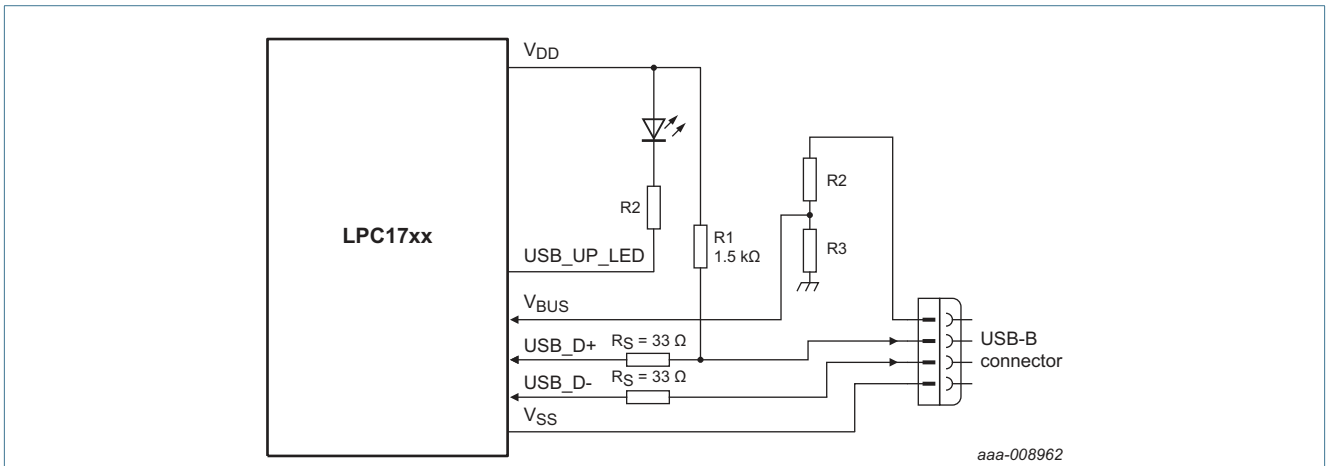 VDD
LPC17xx
R2
USB_UP_LED
R1
1.5 kΩ
R2
R3
VBUS
USB_D+
RS = 33 Ω
USB_D-
RS = 33 Ω
VSS
USB-B
connector
aaa-008962